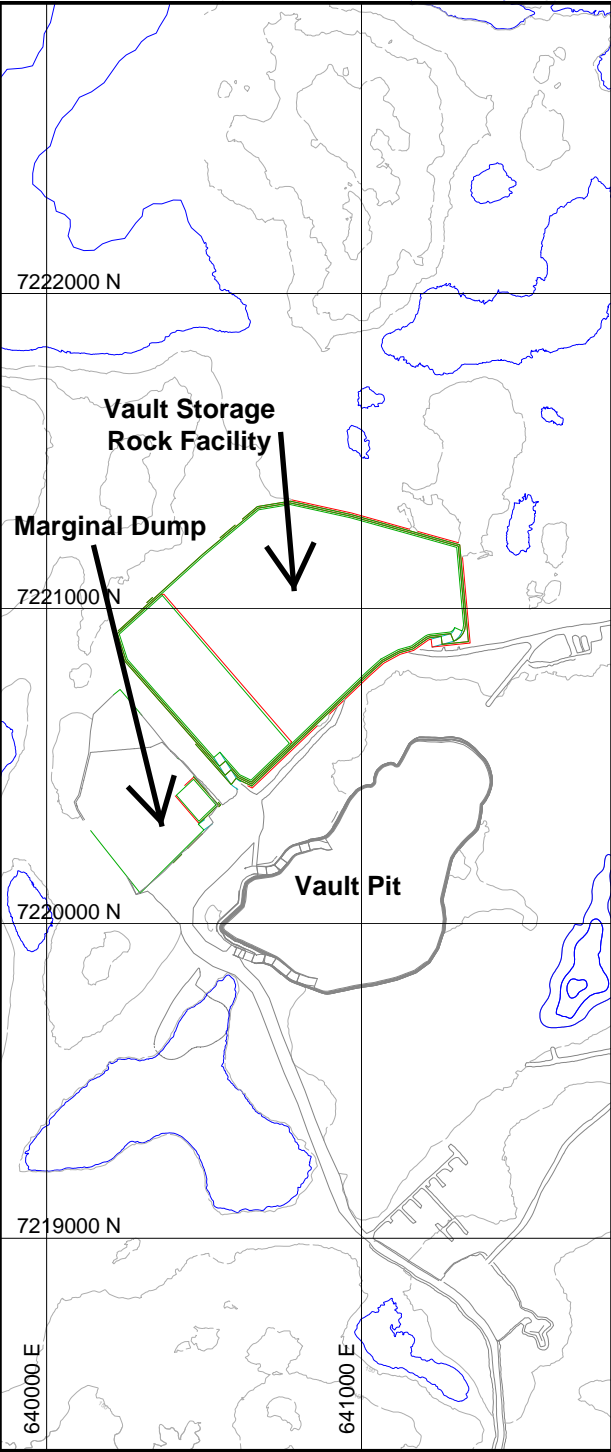 7222000 N
Vault Storage
Rock Facility
Marginal Dump
7221000 N
Vault Pit
7220000 N
7219000 N
640000 E
641000 E